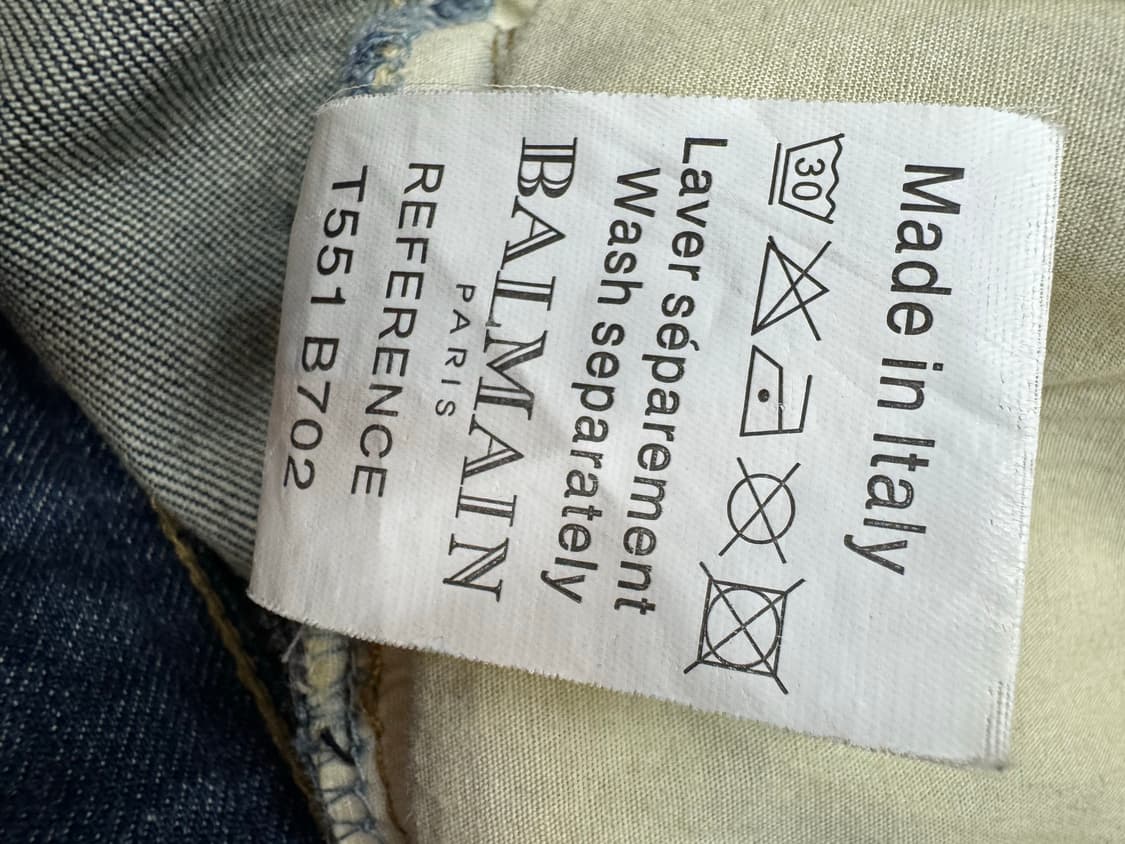 Made in Italy
30
Laver séparement
Wash separately
BALMAIN
PARIS
REFERENCE
T551 B702